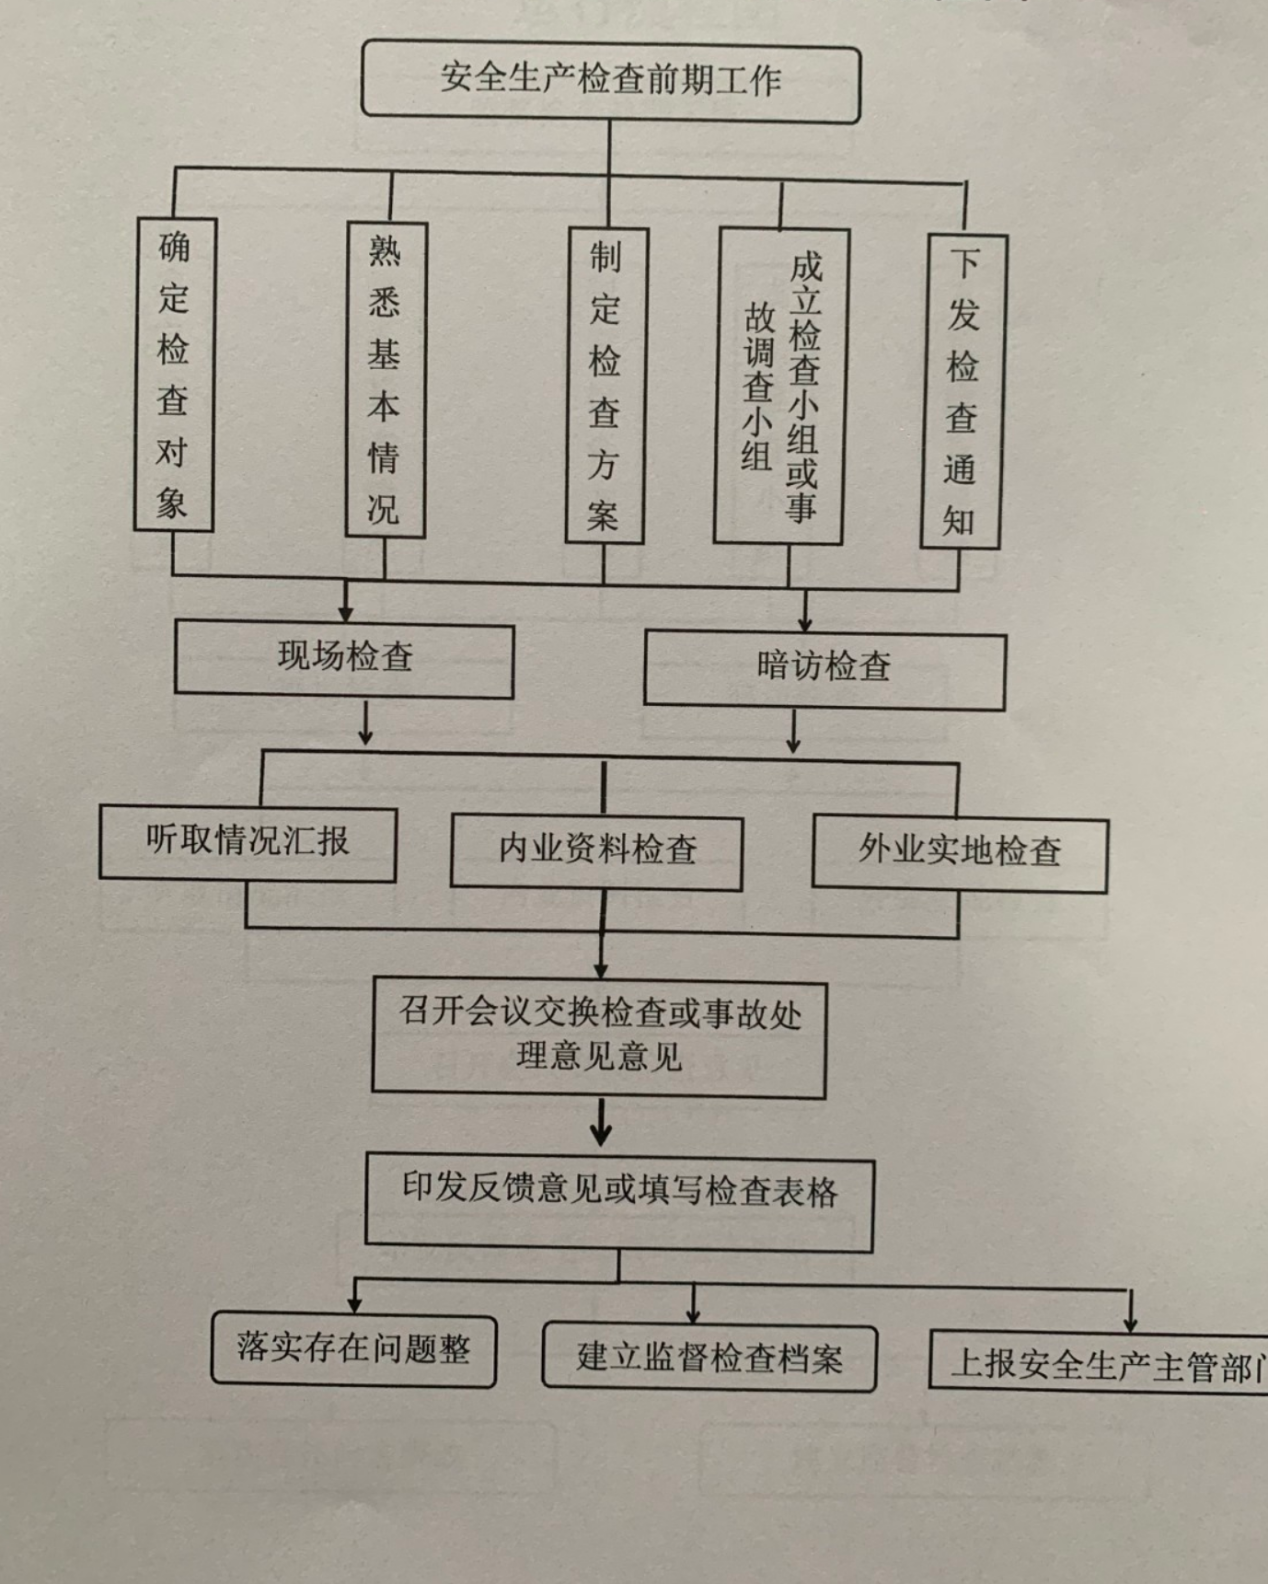 安全生产检查前期工作
确定检查对象
熟悉基本情况
制定检查方案
成立检查小组或事
故调查小组
下发检查通知
现场检查
暗访检查
听取情况汇报
内业资料检查
外业实地检查
召开会议交换检查或事故处
理意见意见
印发反馈意见或填写检查表格
落实存在问题整
建立监督检查档案
上报安全生产主管部门